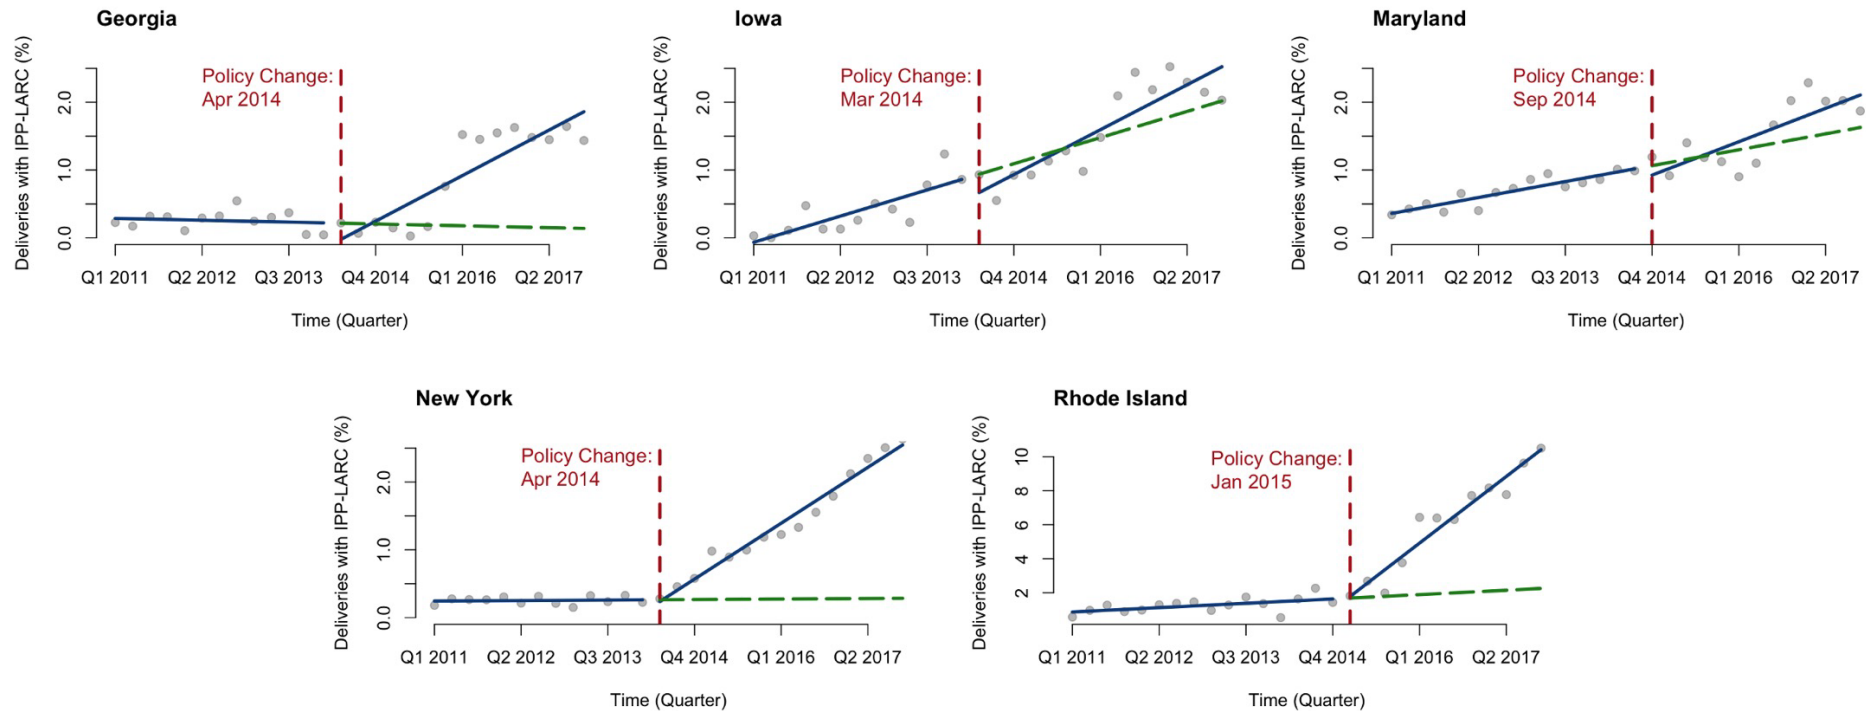 Georgia
Deliveries with IPP-LARC (%)
2.0
1.0
0.0
Policy Change:
Apr 2014
Q1 2011 Q2 2012 Q3 2013 Q4 2014 Q1 2016 Q2 2017
Time (Quarter)
Iowa
Deliveries with IPP-LARC (%)
2.0
1.0
0.0
Policy Change:
Mar 2014
Q1 2011 Q2 2012 Q3 2013 Q4 2014 Q1 2016 Q2 2017
Time (Quarter)
Maryland
Deliveries with IPP-LARC (%)
2.0
1.0
0.0
Policy Change:
Sep 2014
Q1 2011 Q2 2012 Q3 2013 Q4 2014 Q1 2016 Q2 2017
Time (Quarter)
New York
Deliveries with IPP-LARC (%)
2.0
1.0
0.0
Policy Change:
Apr 2014
Q1 2011 Q2 2012 Q3 2013 Q4 2014 Q1 2016 Q2 2017
Time (Quarter)
Rhode Island
Deliveries with IPP-LARC (%)
10
8
6
4
2
Policy Change:
Jan 2015
Q1 2011 Q2 2012 Q3 2013 Q4 2014 Q1 2016 Q2 2017
Time (Quarter)